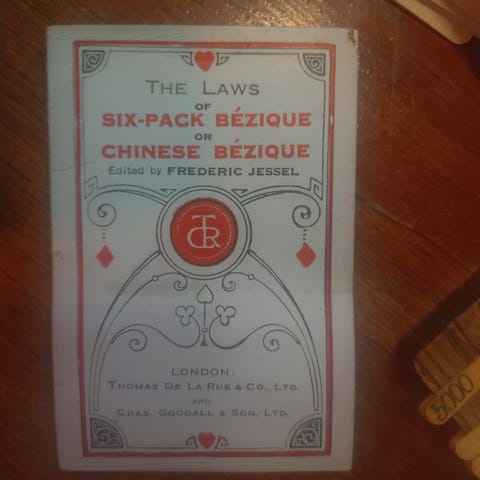 THE LAWS
OF
SIX-PACK BÉZIQUE
OR
CHINESE BÉZIQUE
Edited by FREDERIC JESSEL
TDLR
LONDON:
THOMAS DE LA RUE & CO., LTD.
AND
CHAS. GOODALL & SON. LTD.
5000